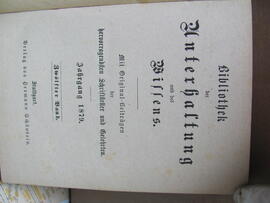 Bibliothek
der
Unterhaltung
und des
Wissens.
Mit Original-Beiträgen
der
hervorragendsten Schriftsteller und Gelehrten.
Jahrgang 1879.
Zwölfter Band.
Stuttgart.
Verlag von Hermann Schönlein.